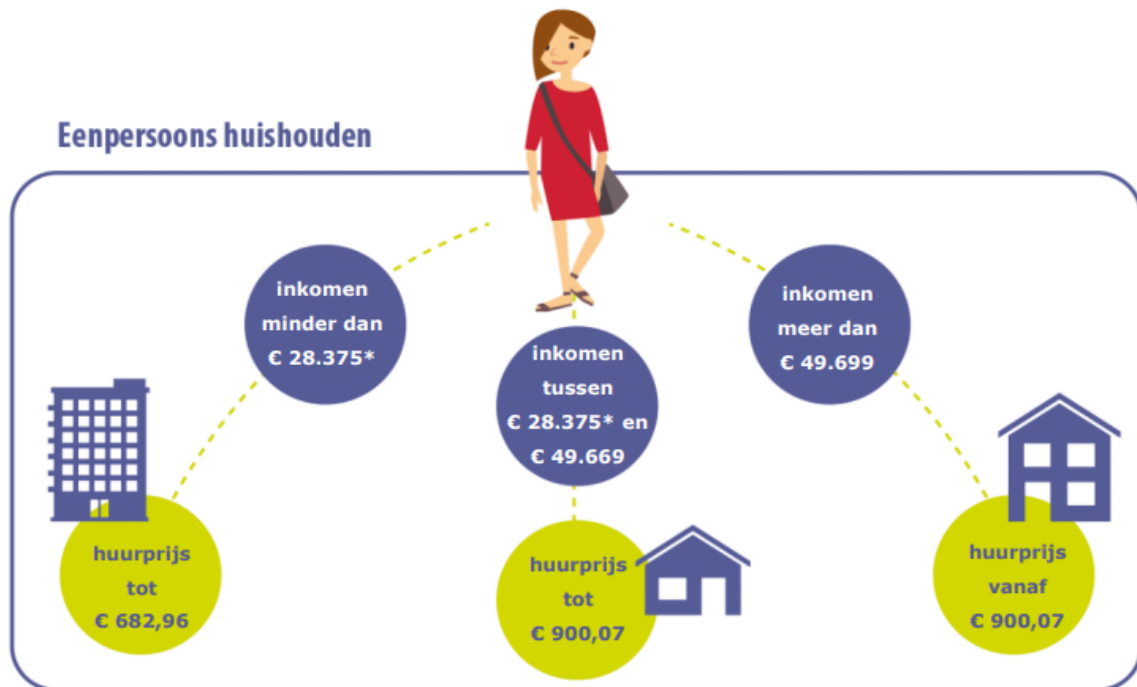 Eenpersoons huishouden
inkomen
minder dan
€ 28.375*
inkomen
tussen
€ 28.375* en
€ 49.669
inkomen
meer dan
€ 49.699
huurprijs
tot
€ 682,96
huurprijs
tot
€ 900,07
huurprijs
vanaf
€ 900,07